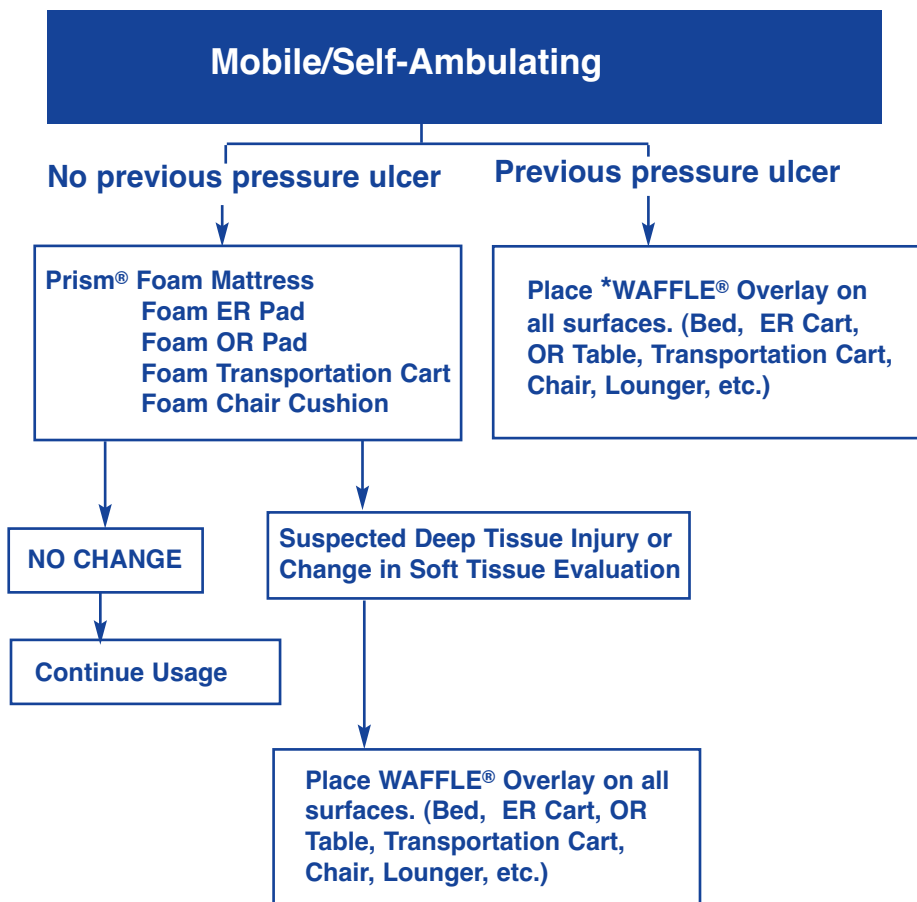 Mobile/Self-Ambulating
No previous pressure ulcer
Previous pressure ulcer
Prism® Foam Mattress
Foam ER Pad
Foam OR Pad
Foam Transportation Cart
Foam Chair Cushion
Place *WAFFLE® Overlay on
all surfaces. (Bed, ER Cart,
OR Table, Transportation Cart,
Chair, Lounger, etc.)
NO CHANGE
Suspected Deep Tissue Injury or
Change in Soft Tissue Evaluation
Continue Usage
Place WAFFLE® Overlay on all
surfaces. (Bed, ER Cart, OR
Table, Transportation Cart,
Chair, Lounger, etc.)